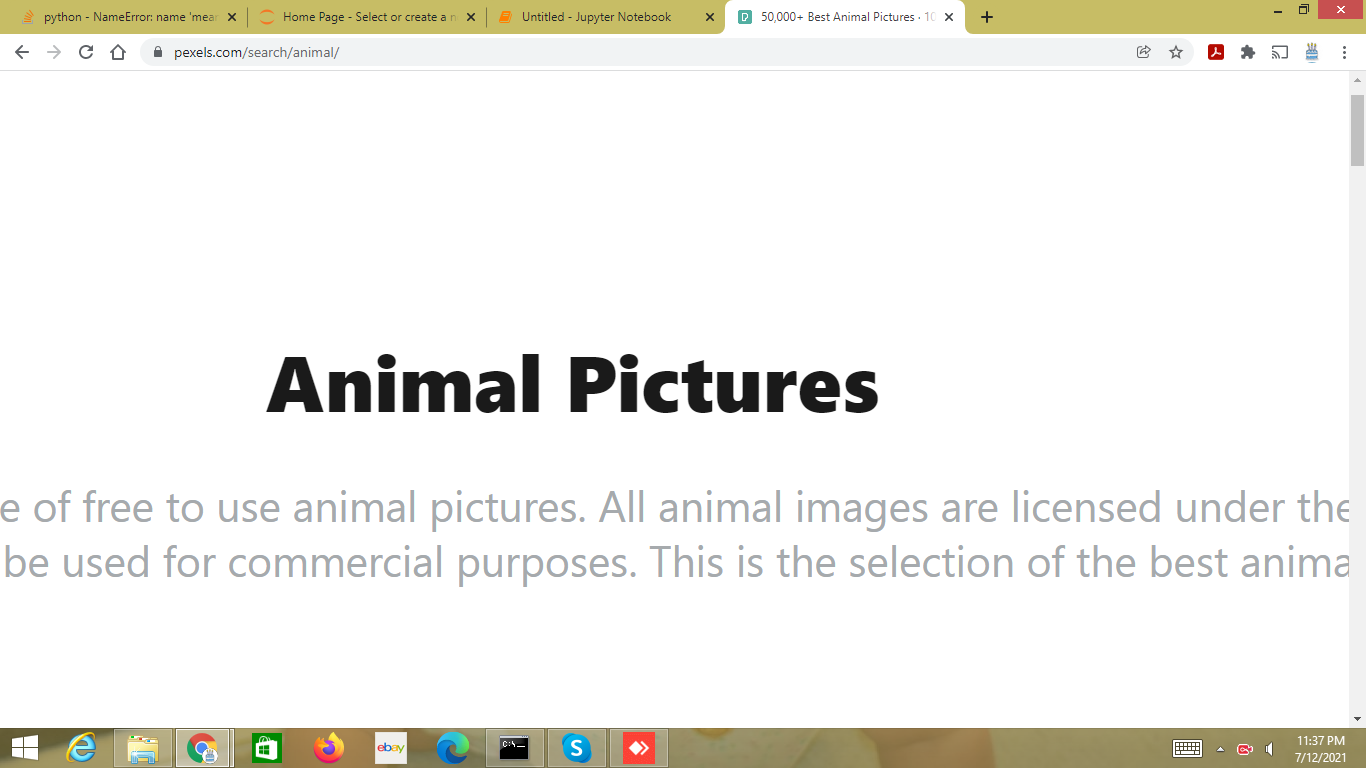 python - NameError: name 'mear
Home Page - Select or create a n
Untitled - Jupyter Notebook
50,000+ Best Animal Pictures · 10
pexels.com/search/animal/
Animal Pictures
e of free to use animal pictures. All animal images are licensed under the
be used for commercial purposes. This is the selection of the best anima
ebay
C:\
11:37 PM
7/12/2021